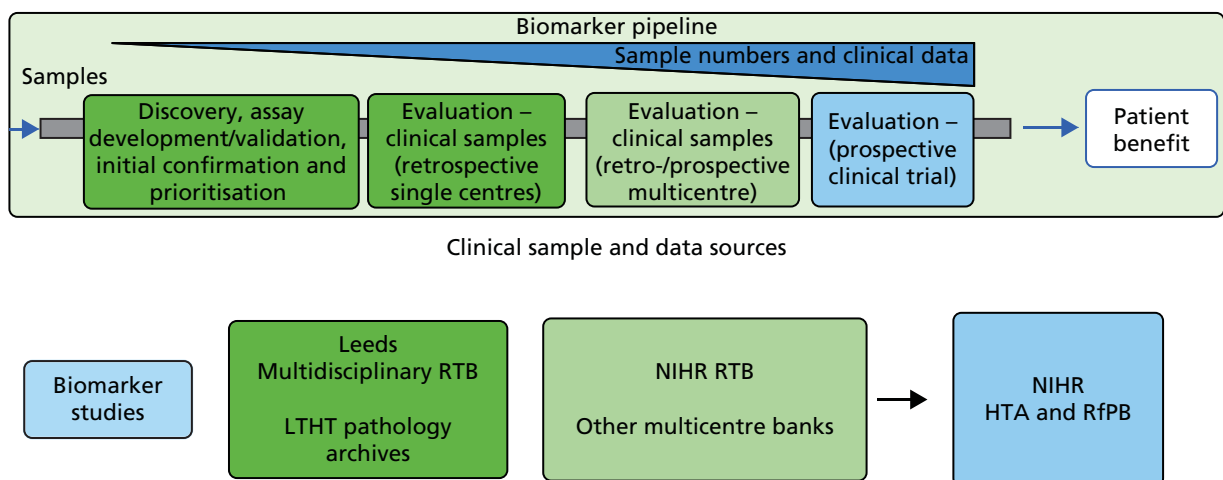 Biomarker pipeline
Sample numbers and clinical data
Samples
Discovery, assay
development/validation,
initial confirmation and
prioritisation
Evaluation –
clinical samples
(retrospective
single centres)
Evaluation –
clinical samples
(retro-/prospective
multicentre)
Evaluation –
(prospective
clinical trial)
Patient
benefit
Clinical sample and data sources
Biomarker
studies
Leeds
Multidisciplinary RTB
LTHT pathology
archives
NIHR RTB
Other multicentre banks
NIHR
HTA and RfPB